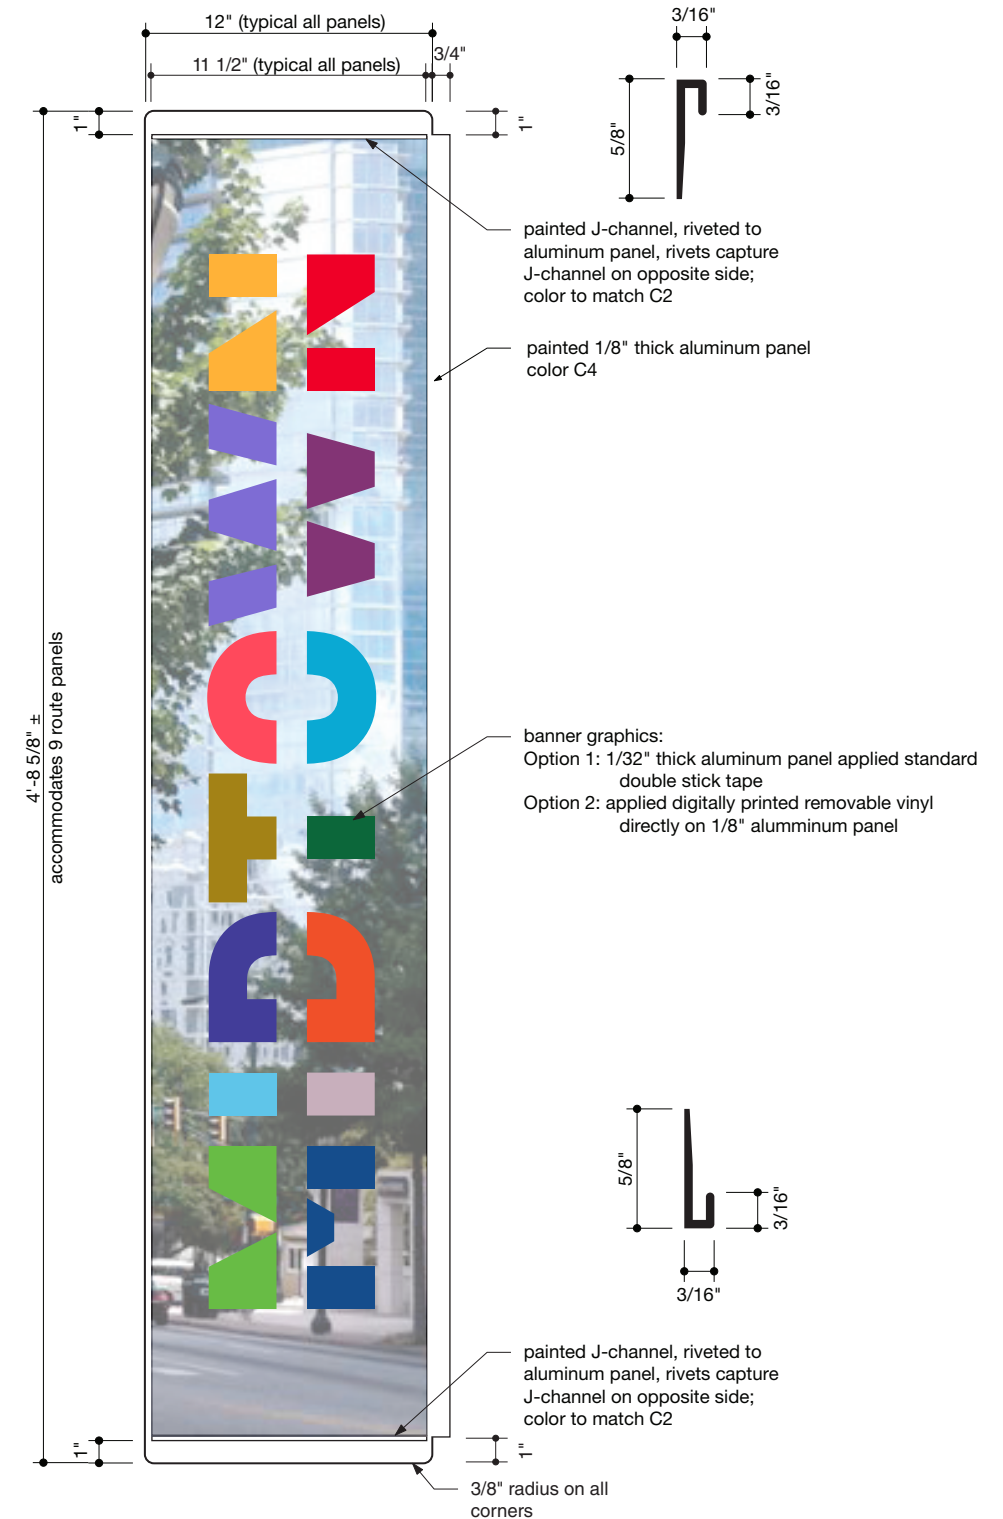 12" (typical all panels)
11 1/2" (typical all panels)
3/4"
1"
1"
3/16"
3/16"
5/8"
painted J-channel, riveted to
aluminum panel, rivets capture
J-channel on opposite side;
color to match C2
painted 1/8" thick aluminum panel
color C4
MIDTOWN
4'-8 5/8" ±
accommodates 9 route panels
banner graphics:
Option 1: 1/32" thick aluminum panel applied standard
double stick tape
Option 2: applied digitally printed removable vinyl
directly on 1/8" alumminum panel
5/8"
3/16"
3/16"
painted J-channel, riveted to
aluminum panel, rivets capture
J-channel on opposite side;
color to match C2
1"
1"
3/8" radius on all
corners